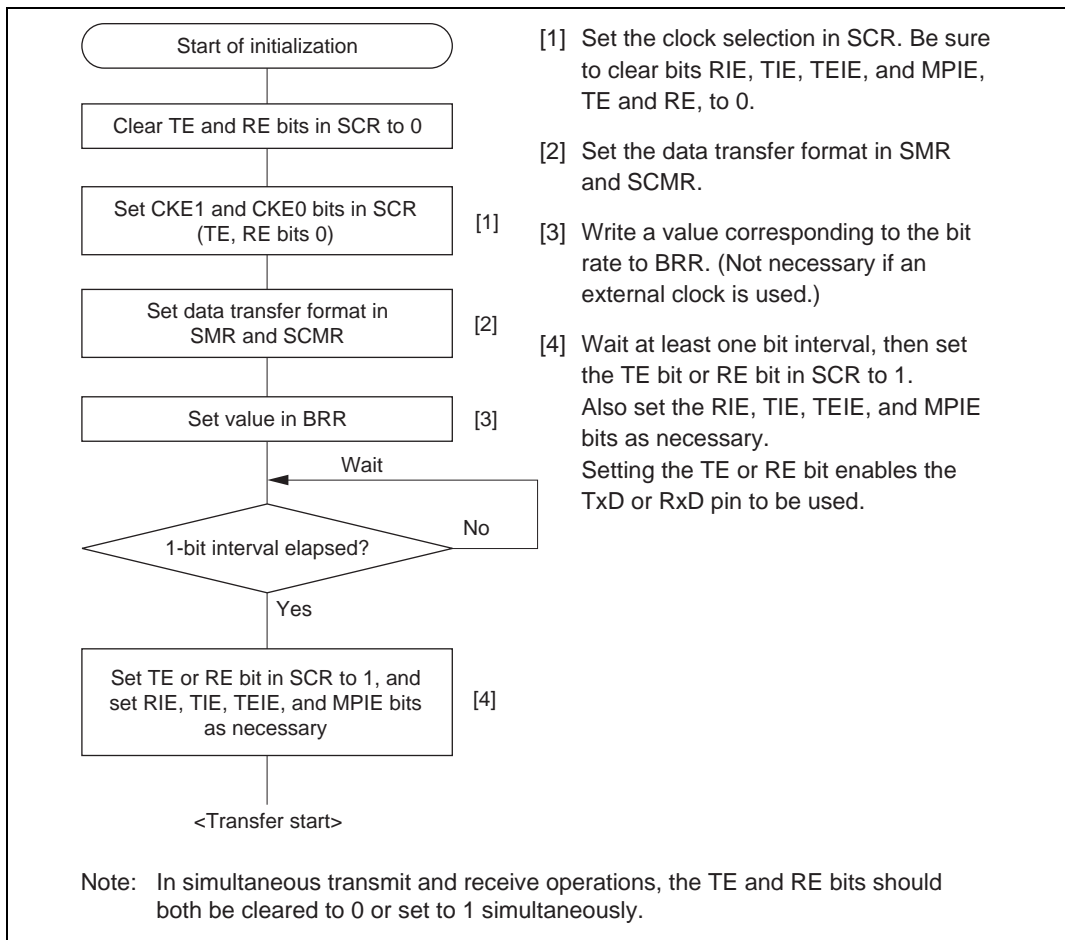 Start of initialization
Clear TE and RE bits in SCR to 0
Set CKE1 and CKE0 bits in SCR
(TE, RE bits 0)
[1]
Set data transfer format in
SMR and SCMR
[2]
Set value in BRR
[3]
Wait
No
1-bit interval elapsed?
Yes
Set TE or RE bit in SCR to 1, and
set RIE, TIE, TEIE, and MPIE bits
as necessary
[4]
<Transfer start>
[1] Set the clock selection in SCR. Be sure
to clear bits RIE, TIE, TEIE, and MPIE,
TE and RE, to 0.
[2] Set the data transfer format in SMR
and SCMR.
[3] Write a value corresponding to the bit
rate to BRR. (Not necessary if an
external clock is used.)
[4] Wait at least one bit interval, then set
the TE bit or RE bit in SCR to 1.
Also set the RIE, TIE, TEIE, and MPIE
bits as necessary.
Setting the TE or RE bit enables the
TxD or RxD pin to be used.
Note: In simultaneous transmit and receive operations, the TE and RE bits should
both be cleared to 0 or set to 1 simultaneously.